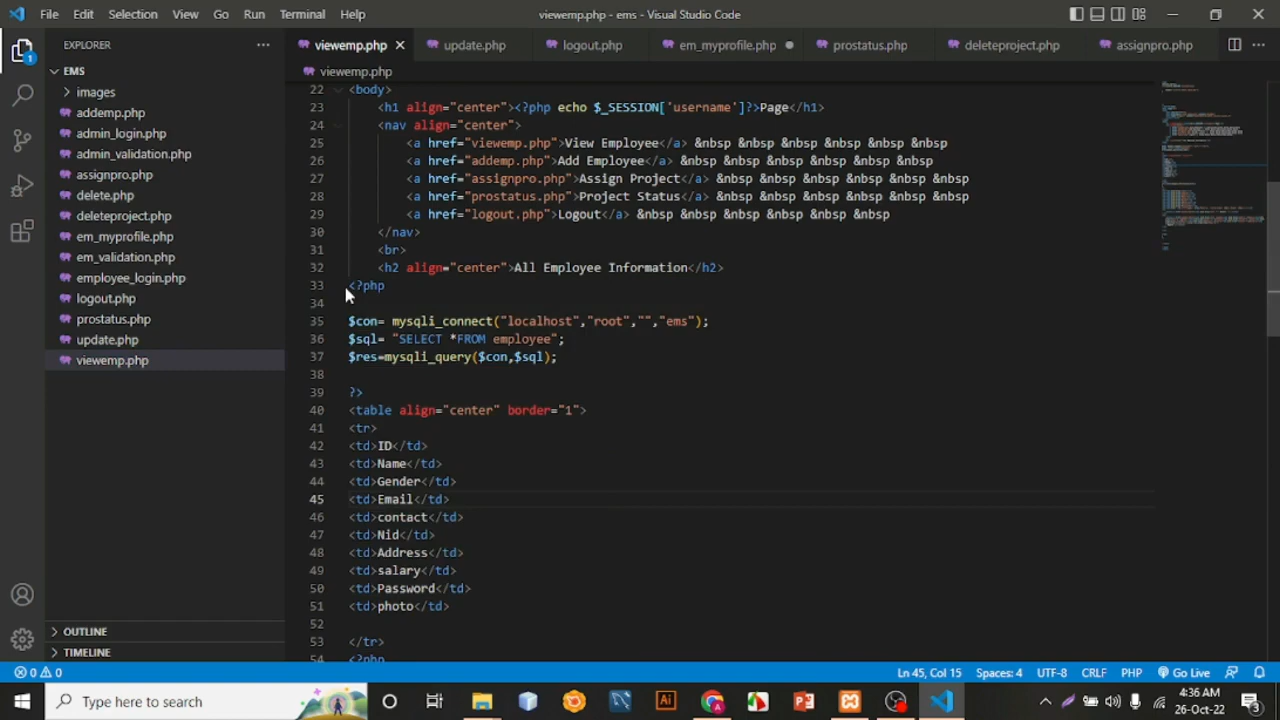 File Edit Selection View Go Run Terminal Help viewemp.php - ems - Visual Studio Code
EXPLORER
viewemp.php update.php logout.php em_myprofile.php prostatus.php deleteproject.php assignpro.php
EMS
viewemp.php
images
addemp.php
admin_login.php
admin_validation.php
assignpro.php
delete.php
deleteproject.php
em_myprofile.php
em_validation.php
employee_login.php
logout.php
prostatus.php
update.php
viewemp.php
OUTLINE
TIMELINE
1
22 <body>
23 <h1 align="center"><?php echo $_SESSION['username']?>Page</h1>
24 <nav align="center">
25 <a href="viewemp.php">View Employee</a> &nbsp &nbsp &nbsp &nbsp &nbsp
26 <a href="addemp.php">Add Employee</a> &nbsp &nbsp &nbsp &nbsp &nbsp
27 <a href="assignpro.php">Assign Project</a> &nbsp &nbsp &nbsp &nbsp &nbsp
28 <a href="prostatus.php">Project Status</a> &nbsp &nbsp &nbsp &nbsp &nbsp
29 <a href="logout.php">Logout</a> &nbsp &nbsp &nbsp &nbsp &nbsp
30 </nav>
31 <br>
32 <h2 align="center">All Employee Information</h2>
33 <?php
34
35 $con= mysqli_connect("localhost","root","","ems");
36 $sql= "SELECT *FROM employee";
37 $res=mysqli_query($con,$sql);
38
39 ?>
40 <table align="center" border="1">
41 <tr>
42 <td>ID</td>
43 <td>Name</td>
44 <td>Gender</td>
45 <td>Email</td>
46 <td>contact</td>
47 <td>Nid</td>
48 <td>Address</td>
49 <td>salary</td>
50 <td>Password</td>
51 <td>photo</td>
52
53 </tr>
54 <?php
0 0 Ln 45, Col 15 Spaces: 4 UTF-8 CRLF PHP Go Live
Type here to search
Ai
4:36 AM
26-Oct-22
3